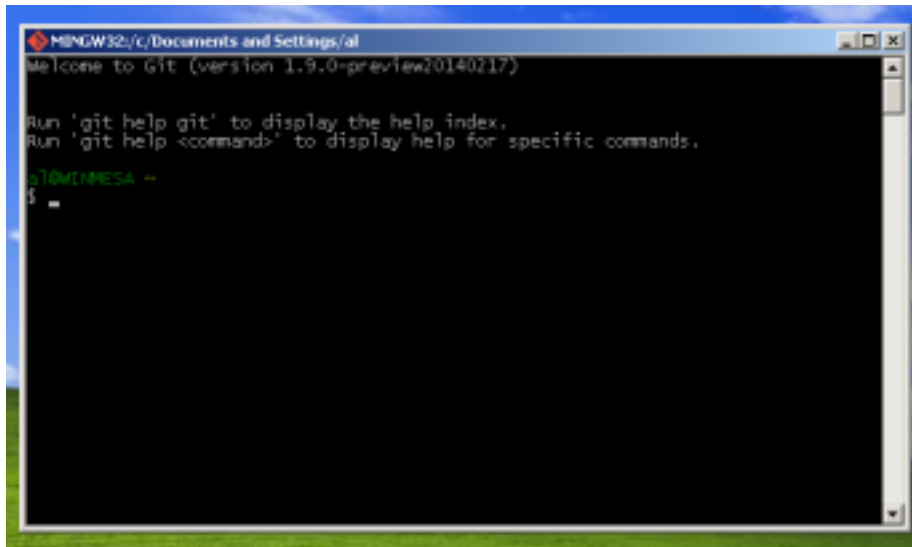 MINGW32:/c/Documents and Settings/al
Welcome to Git (version 1.9.0-preview20140217)
Run 'git help git' to display the help index.
Run 'git help <command>' to display help for specific commands.
al@WINMESA ~
$